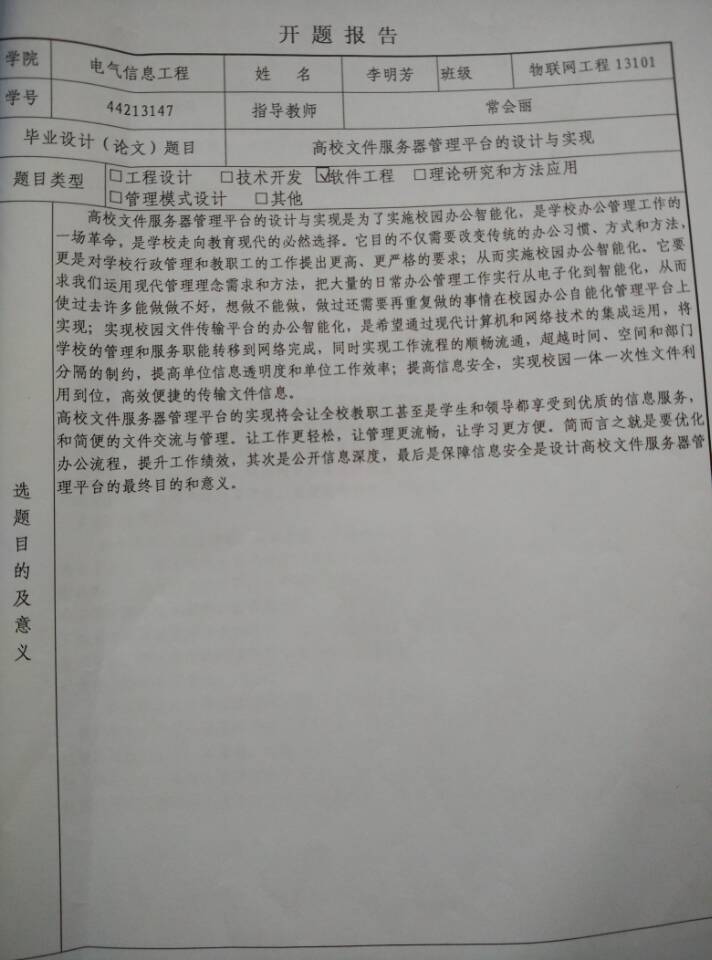 开题报告
学院 电气信息工程 姓名 李明芳 班级 物联网工程13101
学号 44213147 指导教师 常会丽
毕业设计（论文）题目 高校文件服务器管理平台的设计与实现
题目类型 □工程设计 □技术开发 ☑软件工程 □理论研究和方法应用
□管理模式设计 □其他
高校文件服务器管理平台的设计与实现是为了实施校园办公智能化，是学校办公管理工作的
一场革命，是学校走向教育现代的必然选择。它目的不仅需要改变传统的办公习惯、方式和方法，
更是对学校行政管理和教职工的工作提出更高、更严格的要求；从而实施校园办公智能化、它要
求我们运用现代管理理念需求和方法，把大量的日常办公管理工作实行从电子化到智能化，从而
使过去许多能做做不好，想做不能做，做过还需要再重复做的事情在校园办公自能化管理平台上
实现；实现校园文件传输平台的办公智能化，是希望通过现代计算机和网络技术的集成运用，将
学校的管理和服务职能转移到网络完成，同时实现工作流程的顺畅流通，超越时间、空间和部门
分隔的制约，提高单位信息透明度和单位工作效率；提高信息安全，实现校园一体一次性文件利
用到位，高效便捷的传输文件信息。
高校文件服务器管理平台的实现将会让全校教职工甚至是学生和领导都享受到优质的信息服务，
和简便的文件交流与管理。让工作更轻松，让管理更流畅，让学习更方便。简而言之就是要优化
办公流程，提升工作绩效，其次是公开信息深度，最后是保障信息安全是设计高校文件服务器管
理平台的最终目的和意义。
选题目的及意义